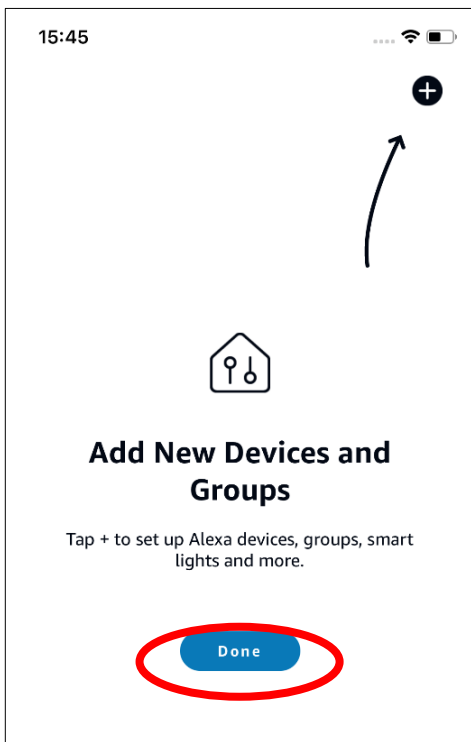 15:45
Add New Devices and
Groups
Tap + to set up Alexa devices, groups, smart
lights and more.
Done